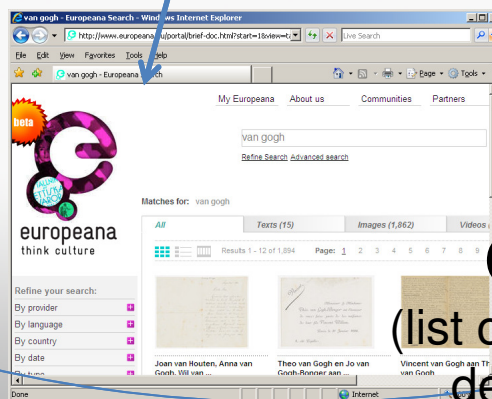 van gogh - Europeana Search - Windows Internet Explorer
http://www.europeana.eu/portal/brief-doc.html?start=1&view=t
Live Search
File Edit View Favorites Tools Help
van gogh - Europeana Search
Page Tools
My Europeana About us Communities Partners
beta
van gogh
Refine Search Advanced search
Matches for: van gogh
europeana
think culture
All Texts (15) Images (1,862) Videos
Results 1 - 12 of 1,894 Page: 1 2 3 4 5 6 7 8 9
Refine your search:
By provider
By language
By country
By date
By type
Joan van Houten, Anna van
Gogh, Wil van ...
Theo van Gogh en Jo van
Gogh-Bonger aan ...
Vincent van Gogh aan Th
van Gogh
(list o
de
Done
Internet